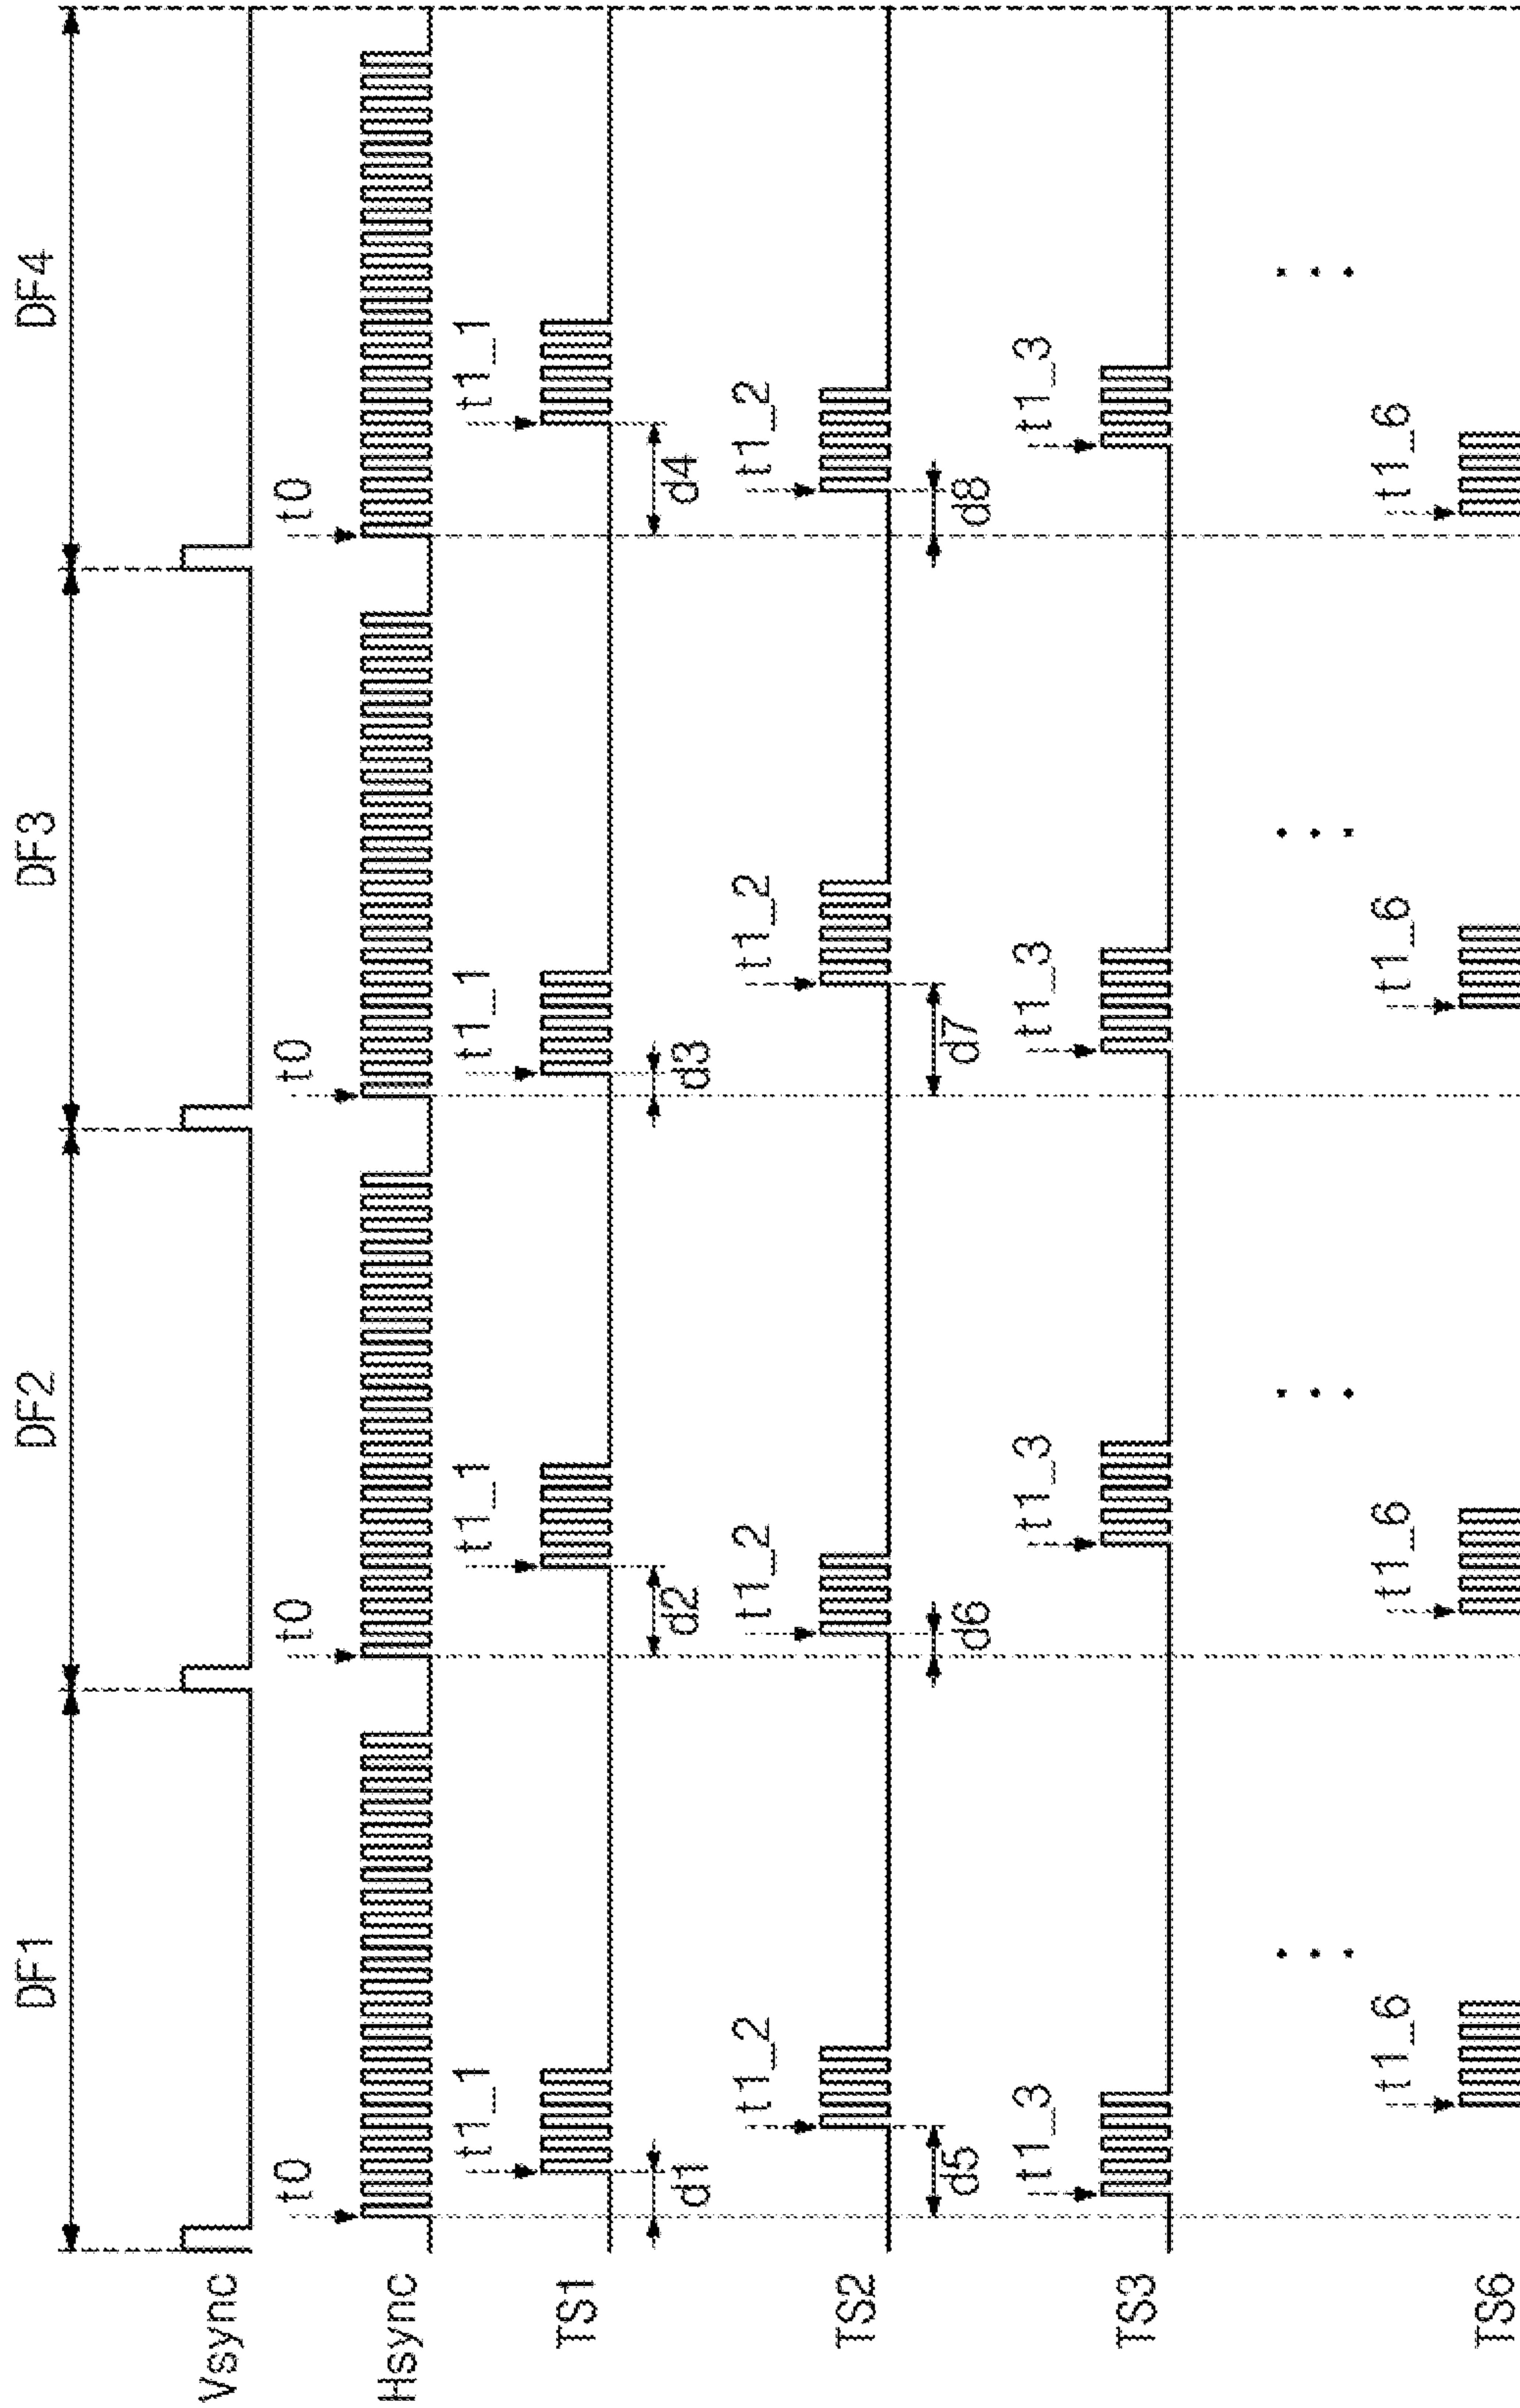 DF1 DF2 DF3 DF4
Vsync
t0 t0 t0 t0
Hsync
t1_1 t1_1 t1_1 t1_1
TS1
d1 d2 d3 d4
t1_2 t1_2 t1_2 t1_2
TS2
d5 d6 d7 d8
t1_3 t1_3 t1_3 t1_3
TS3
t1_6 t1_6 t1_6 t1_6
TS6